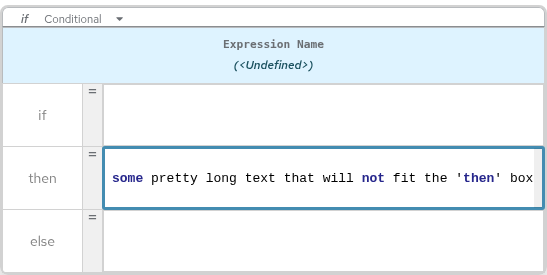 if Conditional
Expression Name
(<Undefined>)
if =
then = some pretty long text that will not fit the 'then' box
else =